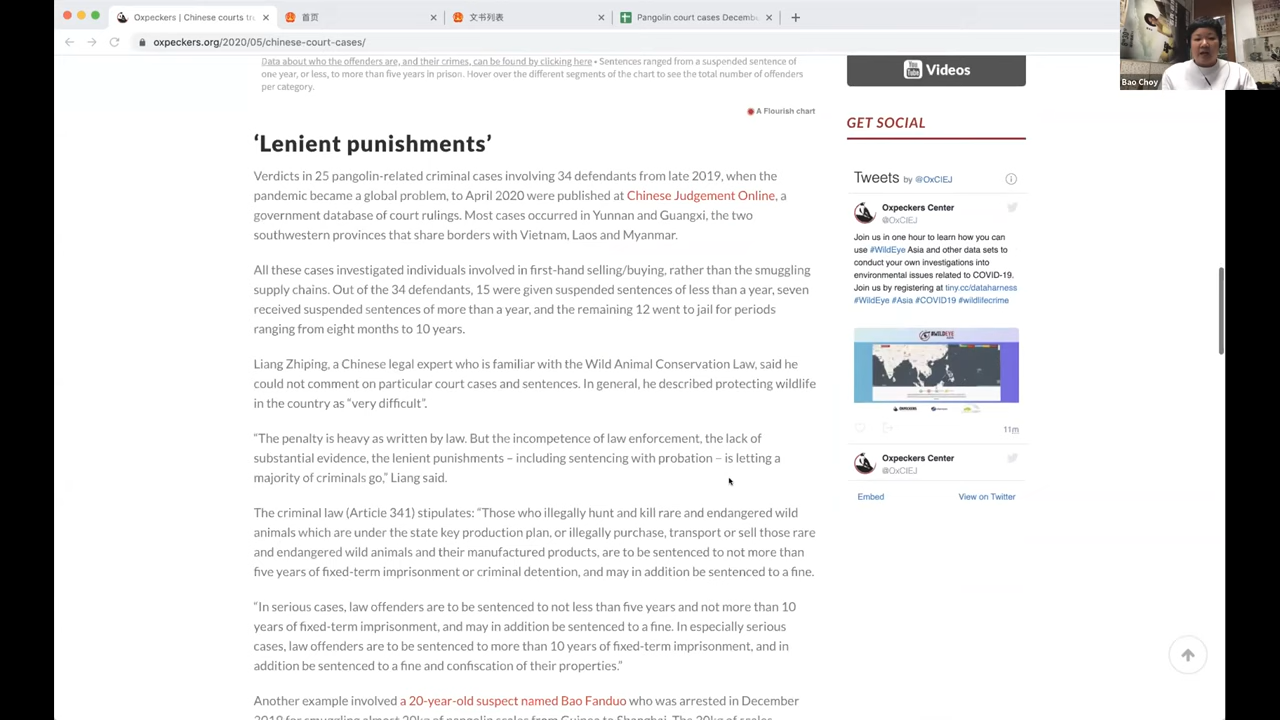 Oxpeckers | Chinese courts tr
首页
文书列表
Pangolin court cases Decemb
oxpeckers.org/2020/05/chinese-court-cases/
Bao Choy
Data about who the offenders are, and their crimes, can be found by clicking here • Sentences ranged from a suspended sentence of
one year, or less, to more than five years in prison. Hover over the different segments of the chart to see the total number of offenders
per category.
A Flourish chart
‘Lenient punishments’
Verdicts in 25 pangolin-related criminal cases involving 34 defendants from late 2019, when the
pandemic became a global problem, to April 2020 were published at Chinese Judgement Online, a
government database of court rulings. Most cases occurred in Yunnan and Guangxi, the two
southwestern provinces that share borders with Vietnam, Laos and Myanmar.
All these cases investigated individuals involved in first-hand selling/buying, rather than the smuggling
supply chains. Out of the 34 defendants, 15 were given suspended sentences of less than a year, seven
received suspended sentences of more than a year, and the remaining 12 went to jail for periods
ranging from eight months to 10 years.
Liang Zhiping, a Chinese legal expert who is familiar with the Wild Animal Conservation Law, said he
could not comment on particular court cases and sentences. In general, he described protecting wildlife
in the country as “very difficult”.
“The penalty is heavy as written by law. But the incompetence of law enforcement, the lack of
substantial evidence, the lenient punishments – including sentencing with probation – is letting a
majority of criminals go,” Liang said.
The criminal law (Article 341) stipulates: “Those who illegally hunt and kill rare and endangered wild
animals which are under the state key production plan, or illegally purchase, transport or sell those rare
and endangered wild animals and their manufactured products, are to be sentenced to not more than
five years of fixed-term imprisonment or criminal detention, and may in addition be sentenced to a fine.
“In serious cases, law offenders are to be sentenced to not less than five years and not more than 10
years of fixed-term imprisonment, and may in addition be sentenced to a fine. In especially serious
cases, law offenders are to be sentenced to more than 10 years of fixed-term imprisonment, and in
addition be sentenced to a fine and confiscation of their properties.”
Another example involved a 20-year-old suspect named Bao Fanduo who was arrested in December
2018 for smuggling almost 20kg of pangolin scales from Guinea to Shanghai. The 20kg of scales
You Tube Videos
GET SOCIAL
Tweets by @OxCIEJ
Oxpeckers Center
@OxCIEJ
Join us in one hour to learn how you can
use #WildEye Asia and other data sets to
conduct your own investigations into
environmental issues related to COVID-19.
Join us by registering at tiny.cc/dataharness
#WildEye #Asia #COVID19 #wildlifecrime
#WILDEYE
11m
Oxpeckers Center
@OxCIEJ
Embed
View on Twitter